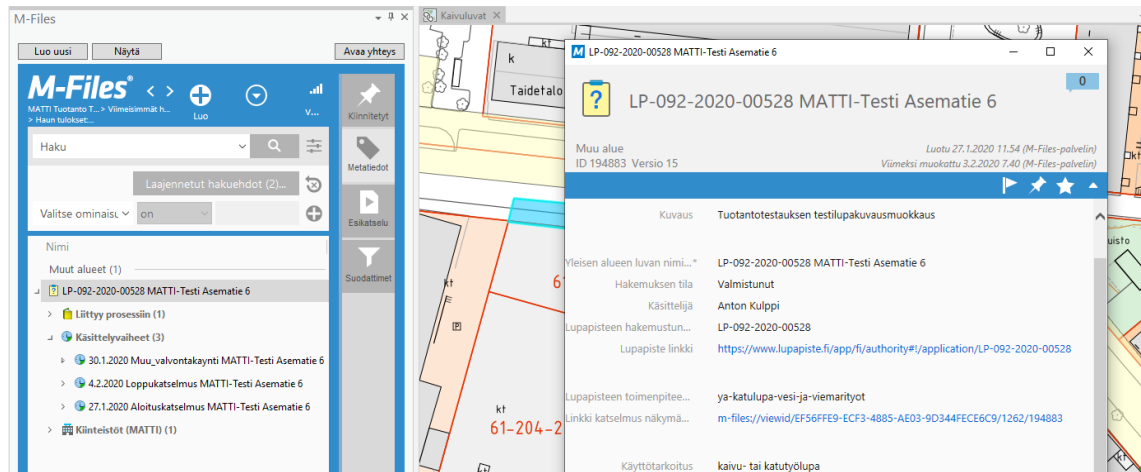 M-Files
Luo uusi
Näytä
Avaa yhteys
M-Files®
MATTI Tuotanto T...> Viimeisimmät h...
> Haun tulokset:...
Luo
V...
Haku
Laajennetut hakuehdot (2)...
Valitse ominaisu
on
Nimi
Muut alueet (1)
LP-092-2020-00528 MATTI-Testi Asematie 6
Liittyy prosessiin (1)
Käsittelyvaiheet (3)
30.1.2020 Muu_valvontakaynti MATTI-Testi Asematie 6
4.2.2020 Loppukatselmus MATTI-Testi Asematie 6
27.1.2020 Aloituskatselmus MATTI-Testi Asematie 6
Kiinteistöt (MATTI) (1)
Kiinnitetyt
Metatiedot
Esikatselu
Suodattimet
Kaivuluvat
kt
k
Taidetalo
kt
61
P
kt
61-204-2
kt
LP-092-2020-00528 MATTI-Testi Asematie 6
0
LP-092-2020-00528 MATTI-Testi Asematie 6
Muu alue
ID 194883 Versio 15
Luotu 27.1.2020 11.54 (M-Files-palvelin)
Viimeksi muokattu 3.2.2020 7.40 (M-Files-palvelin)
Kuvaus Tuotantotestauksen testilupakuvausmuokkaus
Yleisen alueen luvan nimi...* LP-092-2020-00528 MATTI-Testi Asematie 6
Hakemuksen tila Valmistunut
Käsittelijä Anton Kulppi
Lupapisteen hakemustun... LP-092-2020-00528
Lupapiste linkki https://www.lupapiste.fi/app/fi/authority#!/application/LP-092-2020-00528
Lupapisteen toimenpitee... ya-katulupa-vesi-ja-viemarityot
Linkki katselmus näkymä... m-files://viewid/EF56FFE9-ECF3-4885-AE03-9D344FECE6C9/1262/194883
Käyttötarkoitus kaivu- tai katutyölupa
kt
uisto
kt